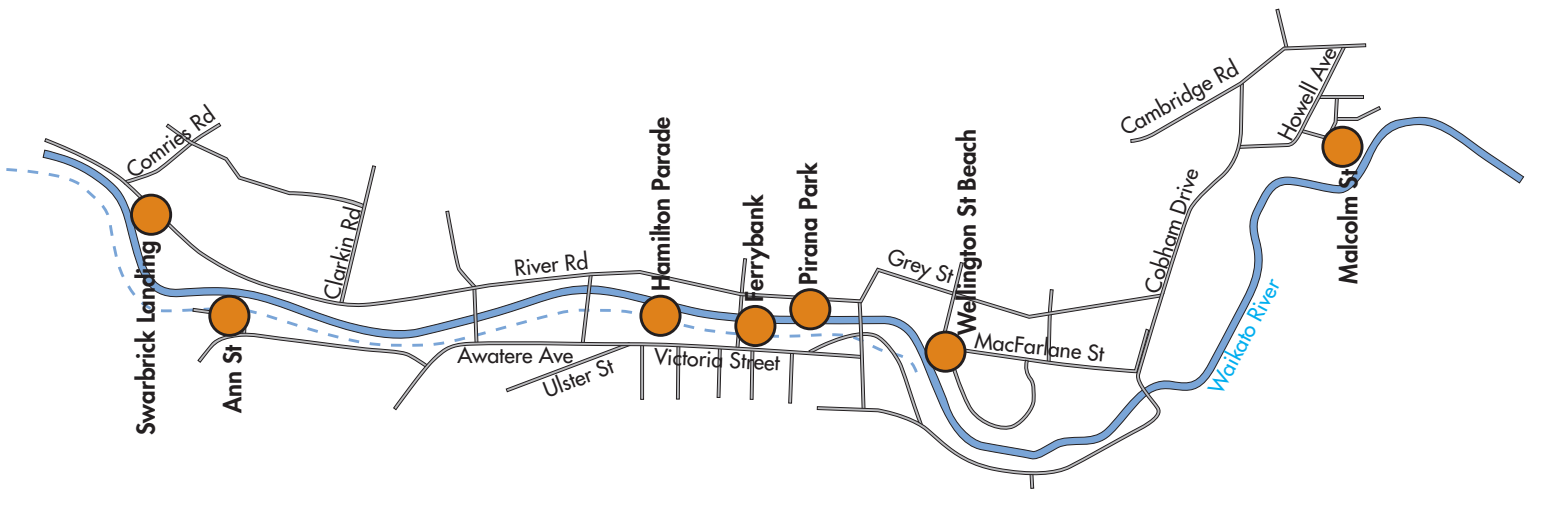 Comries Rd
Swarbrick Landing
Ann St
Clarkin Rd
River Rd
Awatere Ave
Ulster St
Victoria Street
Hamilton Parade
Ferrybank
Pirana Park
Grey St
Wellington St Beach
MacFarlane St
Cobham Drive
Cambridge Rd
Howell Ave
Malcolm St
Waikato River